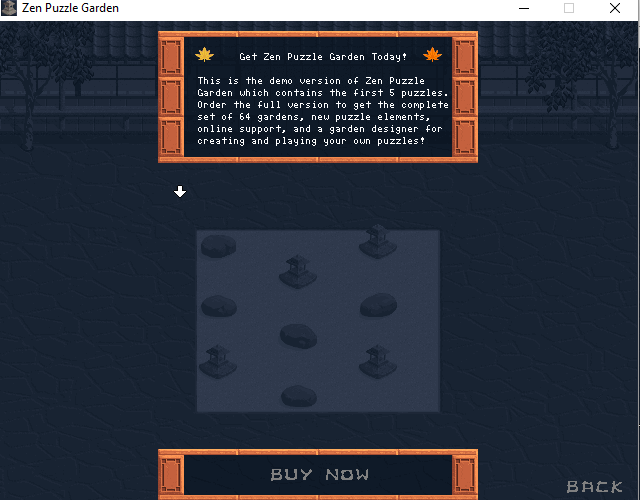 Zen Puzzle Garden
Get Zen Puzzle Garden Today!
This is the demo version of Zen Puzzle
Garden which contains the first 5 puzzles.
Order the full version to get the complete
set of 64 gardens, new puzzle elements,
online support, and a garden designer for
creating and playing your own puzzles!
BUY NOW
BACK